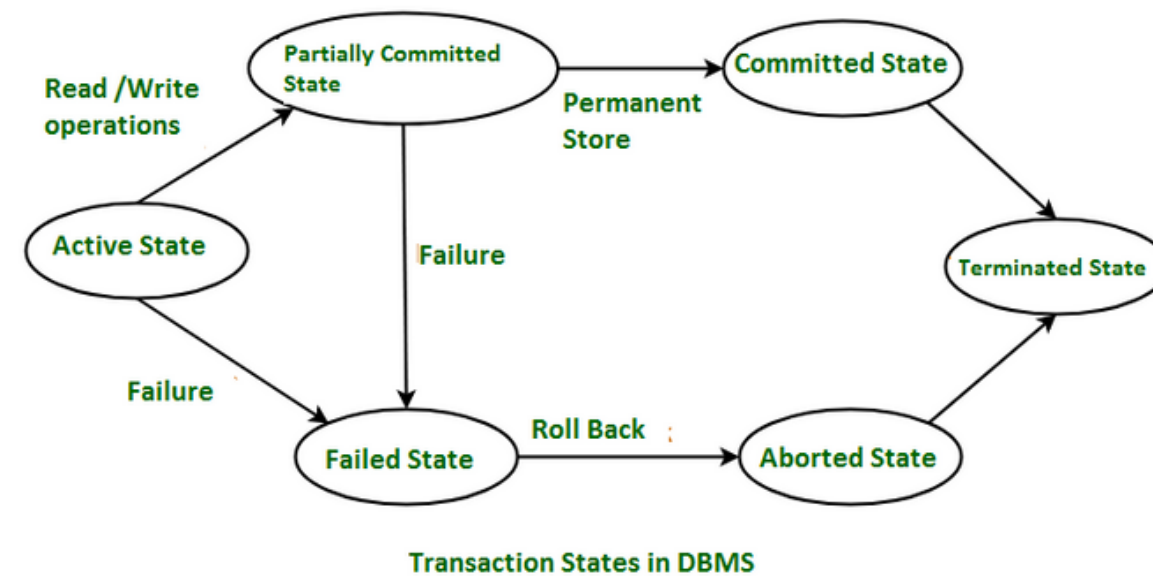 Partially Committed
State
Committed State
Read /Write
operations
Permanent
Store
Active State
Failure
Terminated State
Failure
Failed State
Roll Back
Aborted State
Transaction States in DBMS